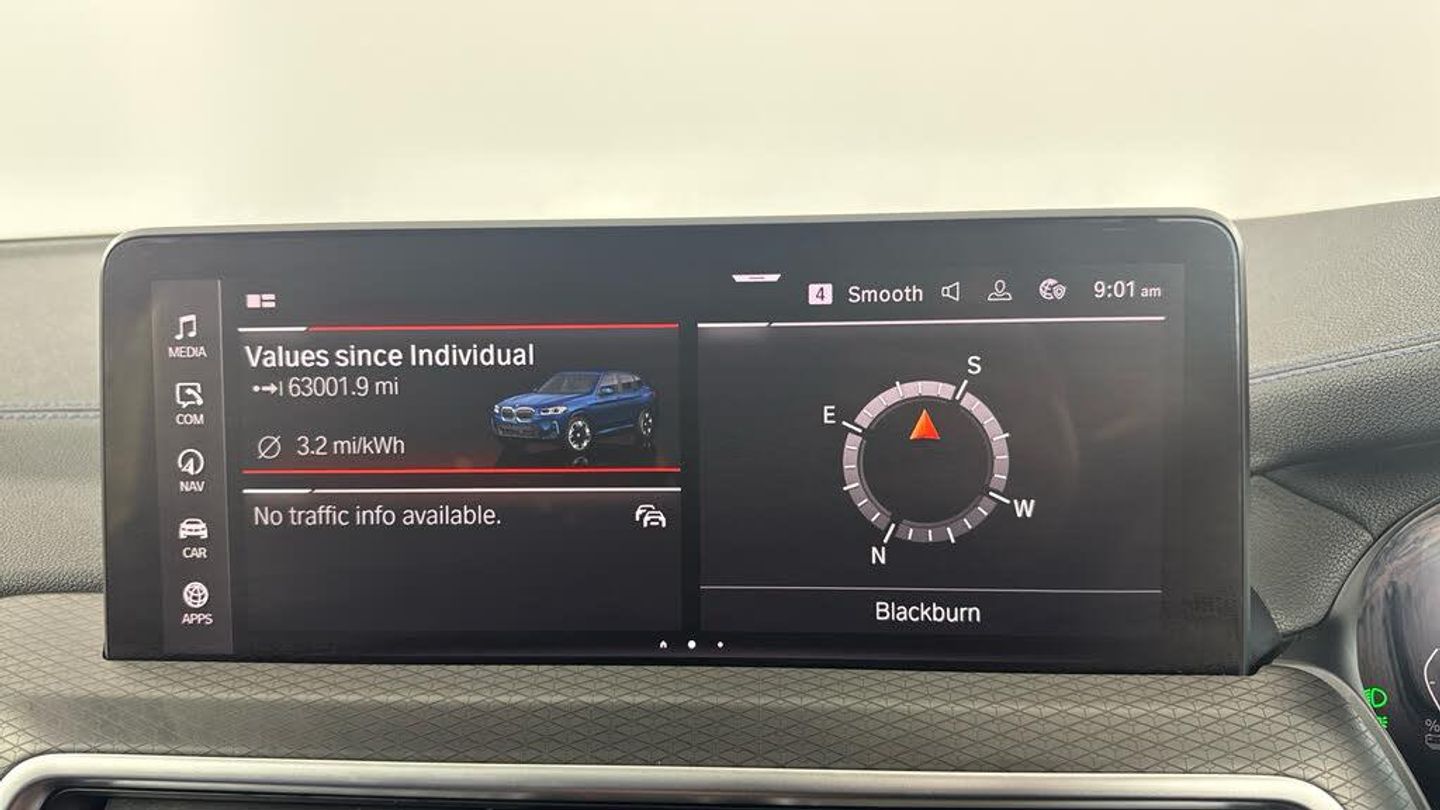 4 Smooth 9:01 am
MEDIA
COM
NAV
CAR
APPS
Values since Individual
63001.9 mi
3.2 mi/kWh
No traffic info available.
S
E
W
N
Blackburn
%